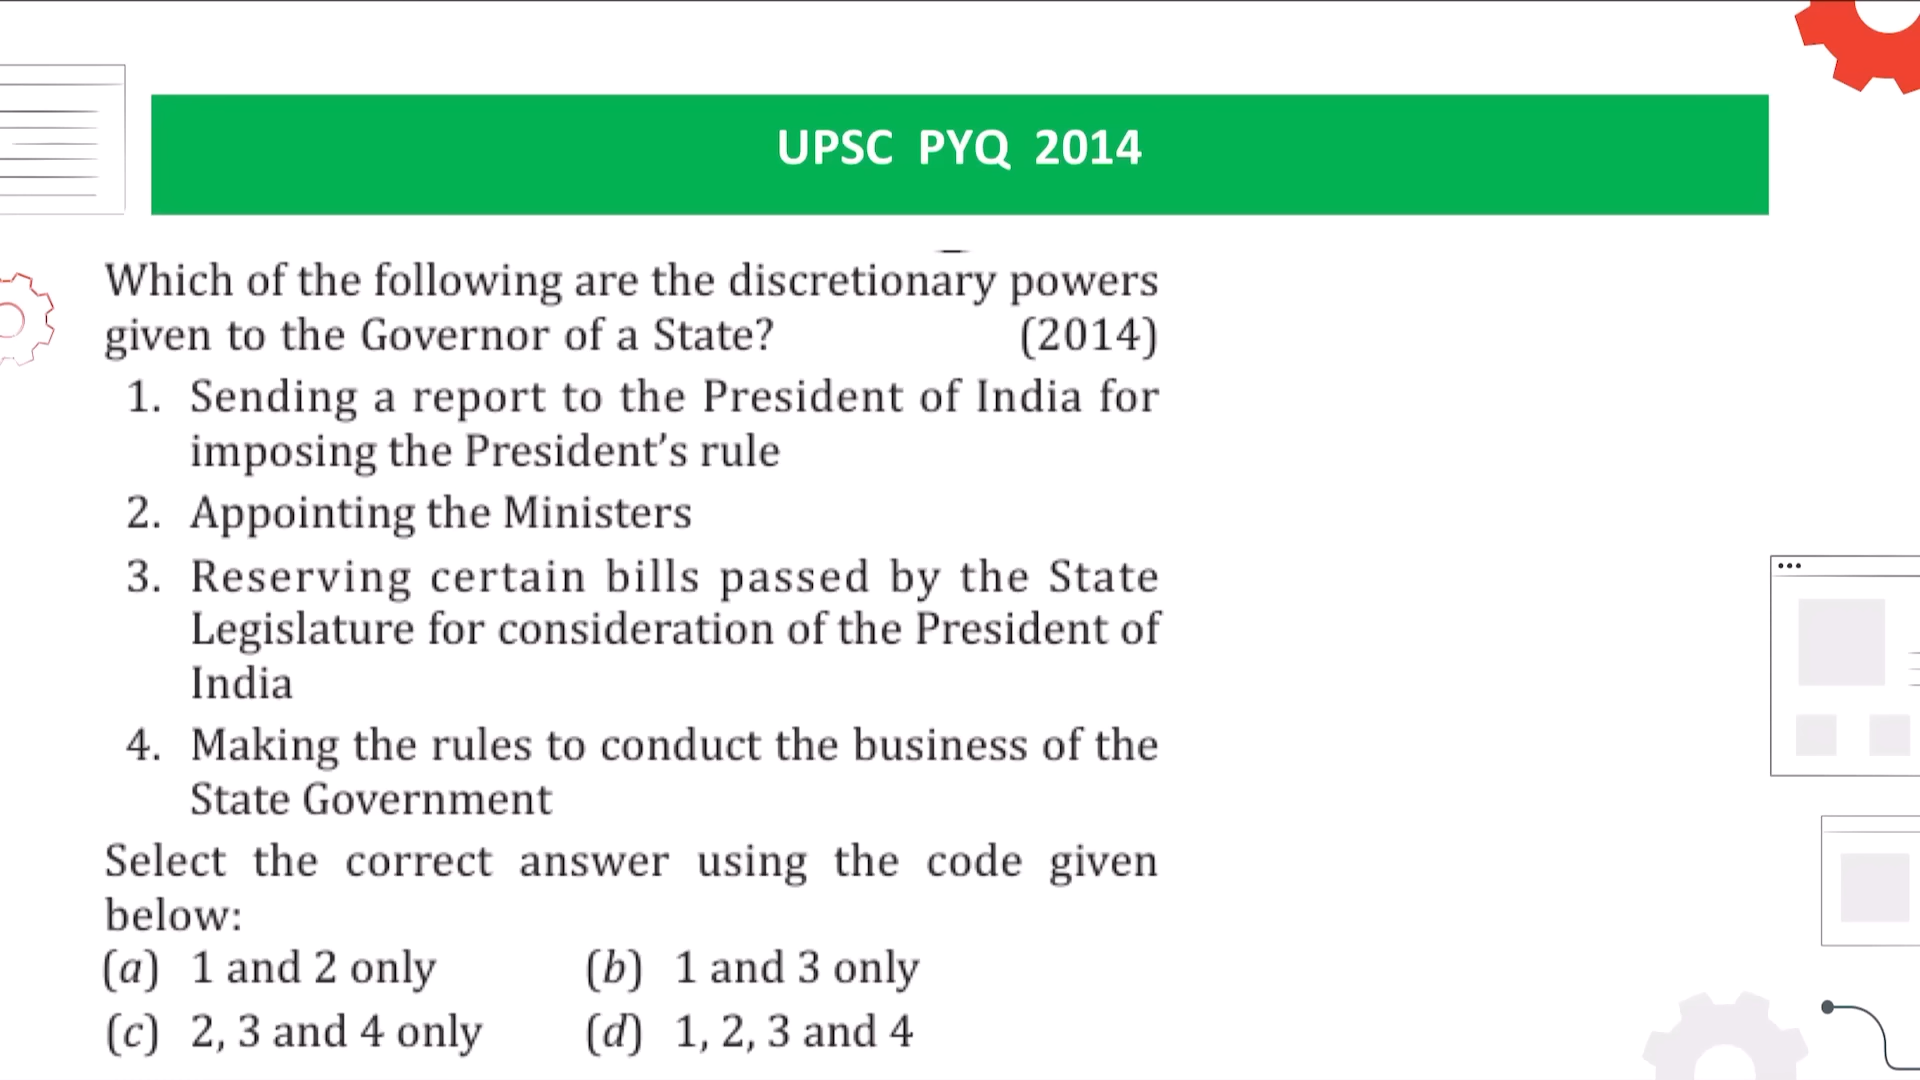 UPSC PYQ 2014
Which of the following are the discretionary powers
given to the Governor of a State? (2014)
1. Sending a report to the President of India for
imposing the President’s rule
2. Appointing the Ministers
3. Reserving certain bills passed by the State
Legislature for consideration of the President of
India
4. Making the rules to conduct the business of the
State Government
Select the correct answer using the code given
below:
(a) 1 and 2 only (b) 1 and 3 only
(c) 2, 3 and 4 only (d) 1, 2, 3 and 4